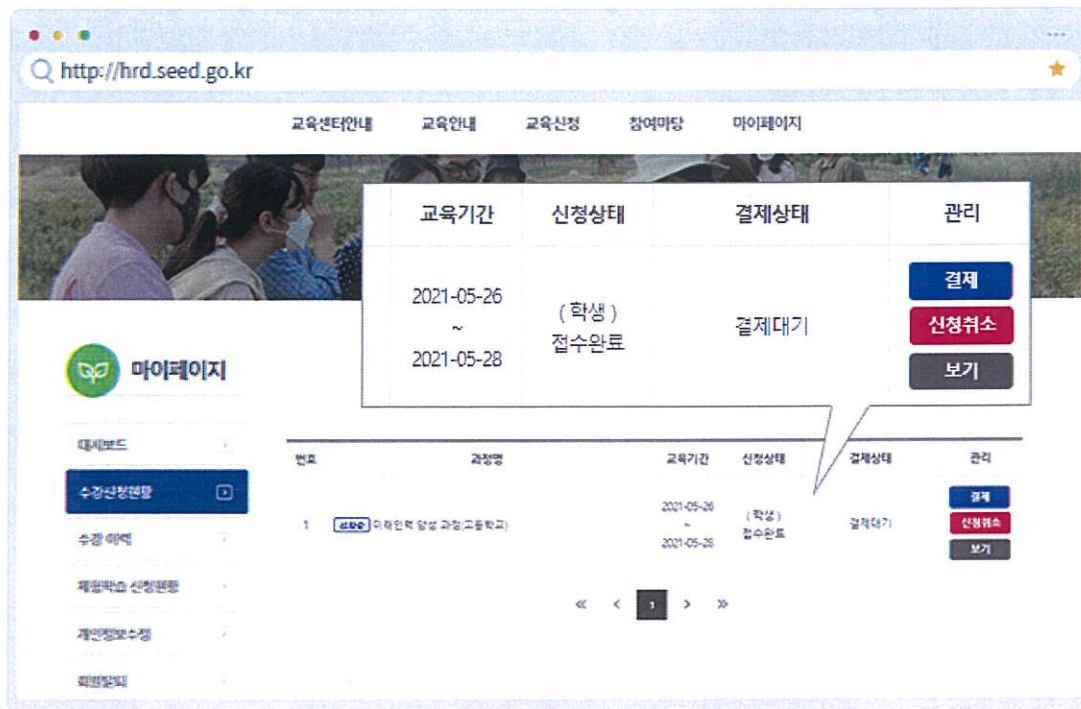 http://hrd.seed.go.kr
교육센터안내 교육안내 교육신청 참여마당 마이페이지
교육기간 신청상태 결제상태 관리
2021-05-26
~
2021-05-28
(학생)
접수완료
결제대기
결제
신청취소
보기
마이페이지
대시보드
수강신청현황
수강 이력
체험학습 신청현황
개인정보수정
회원탈퇴
번호 과정명 교육기간 신청상태 결제상태 관리
1 미래인력 양성 과정(고등학교)
2021-05-26
~
2021-05-28
(학생)
접수완료
결제대기
결제
신청취소
보기
« < 1 > »